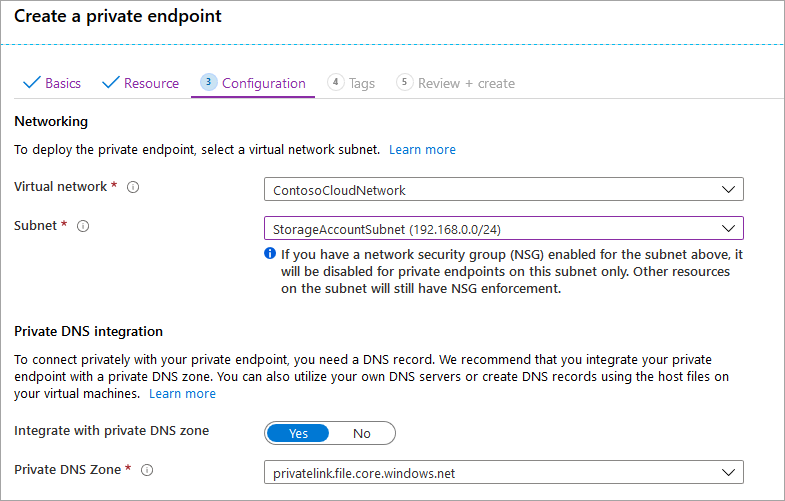 Create a private endpoint
Basics Resource 3 Configuration 4 Tags 5 Review + create
Networking
To deploy the private endpoint, select a virtual network subnet. Learn more
Virtual network * ContosoCloudNetwork
Subnet * StorageAccountSubnet (192.168.0.0/24)
If you have a network security group (NSG) enabled for the subnet above, it
will be disabled for private endpoints on this subnet only. Other resources
on the subnet will still have NSG enforcement.
Private DNS integration
To connect privately with your private endpoint, you need a DNS record. We recommend that you integrate your private
endpoint with a private DNS zone. You can also utilize your own DNS servers or create DNS records using the host files on
your virtual machines. Learn more
Integrate with private DNS zone Yes No
Private DNS Zone * privatelink.file.core.windows.net